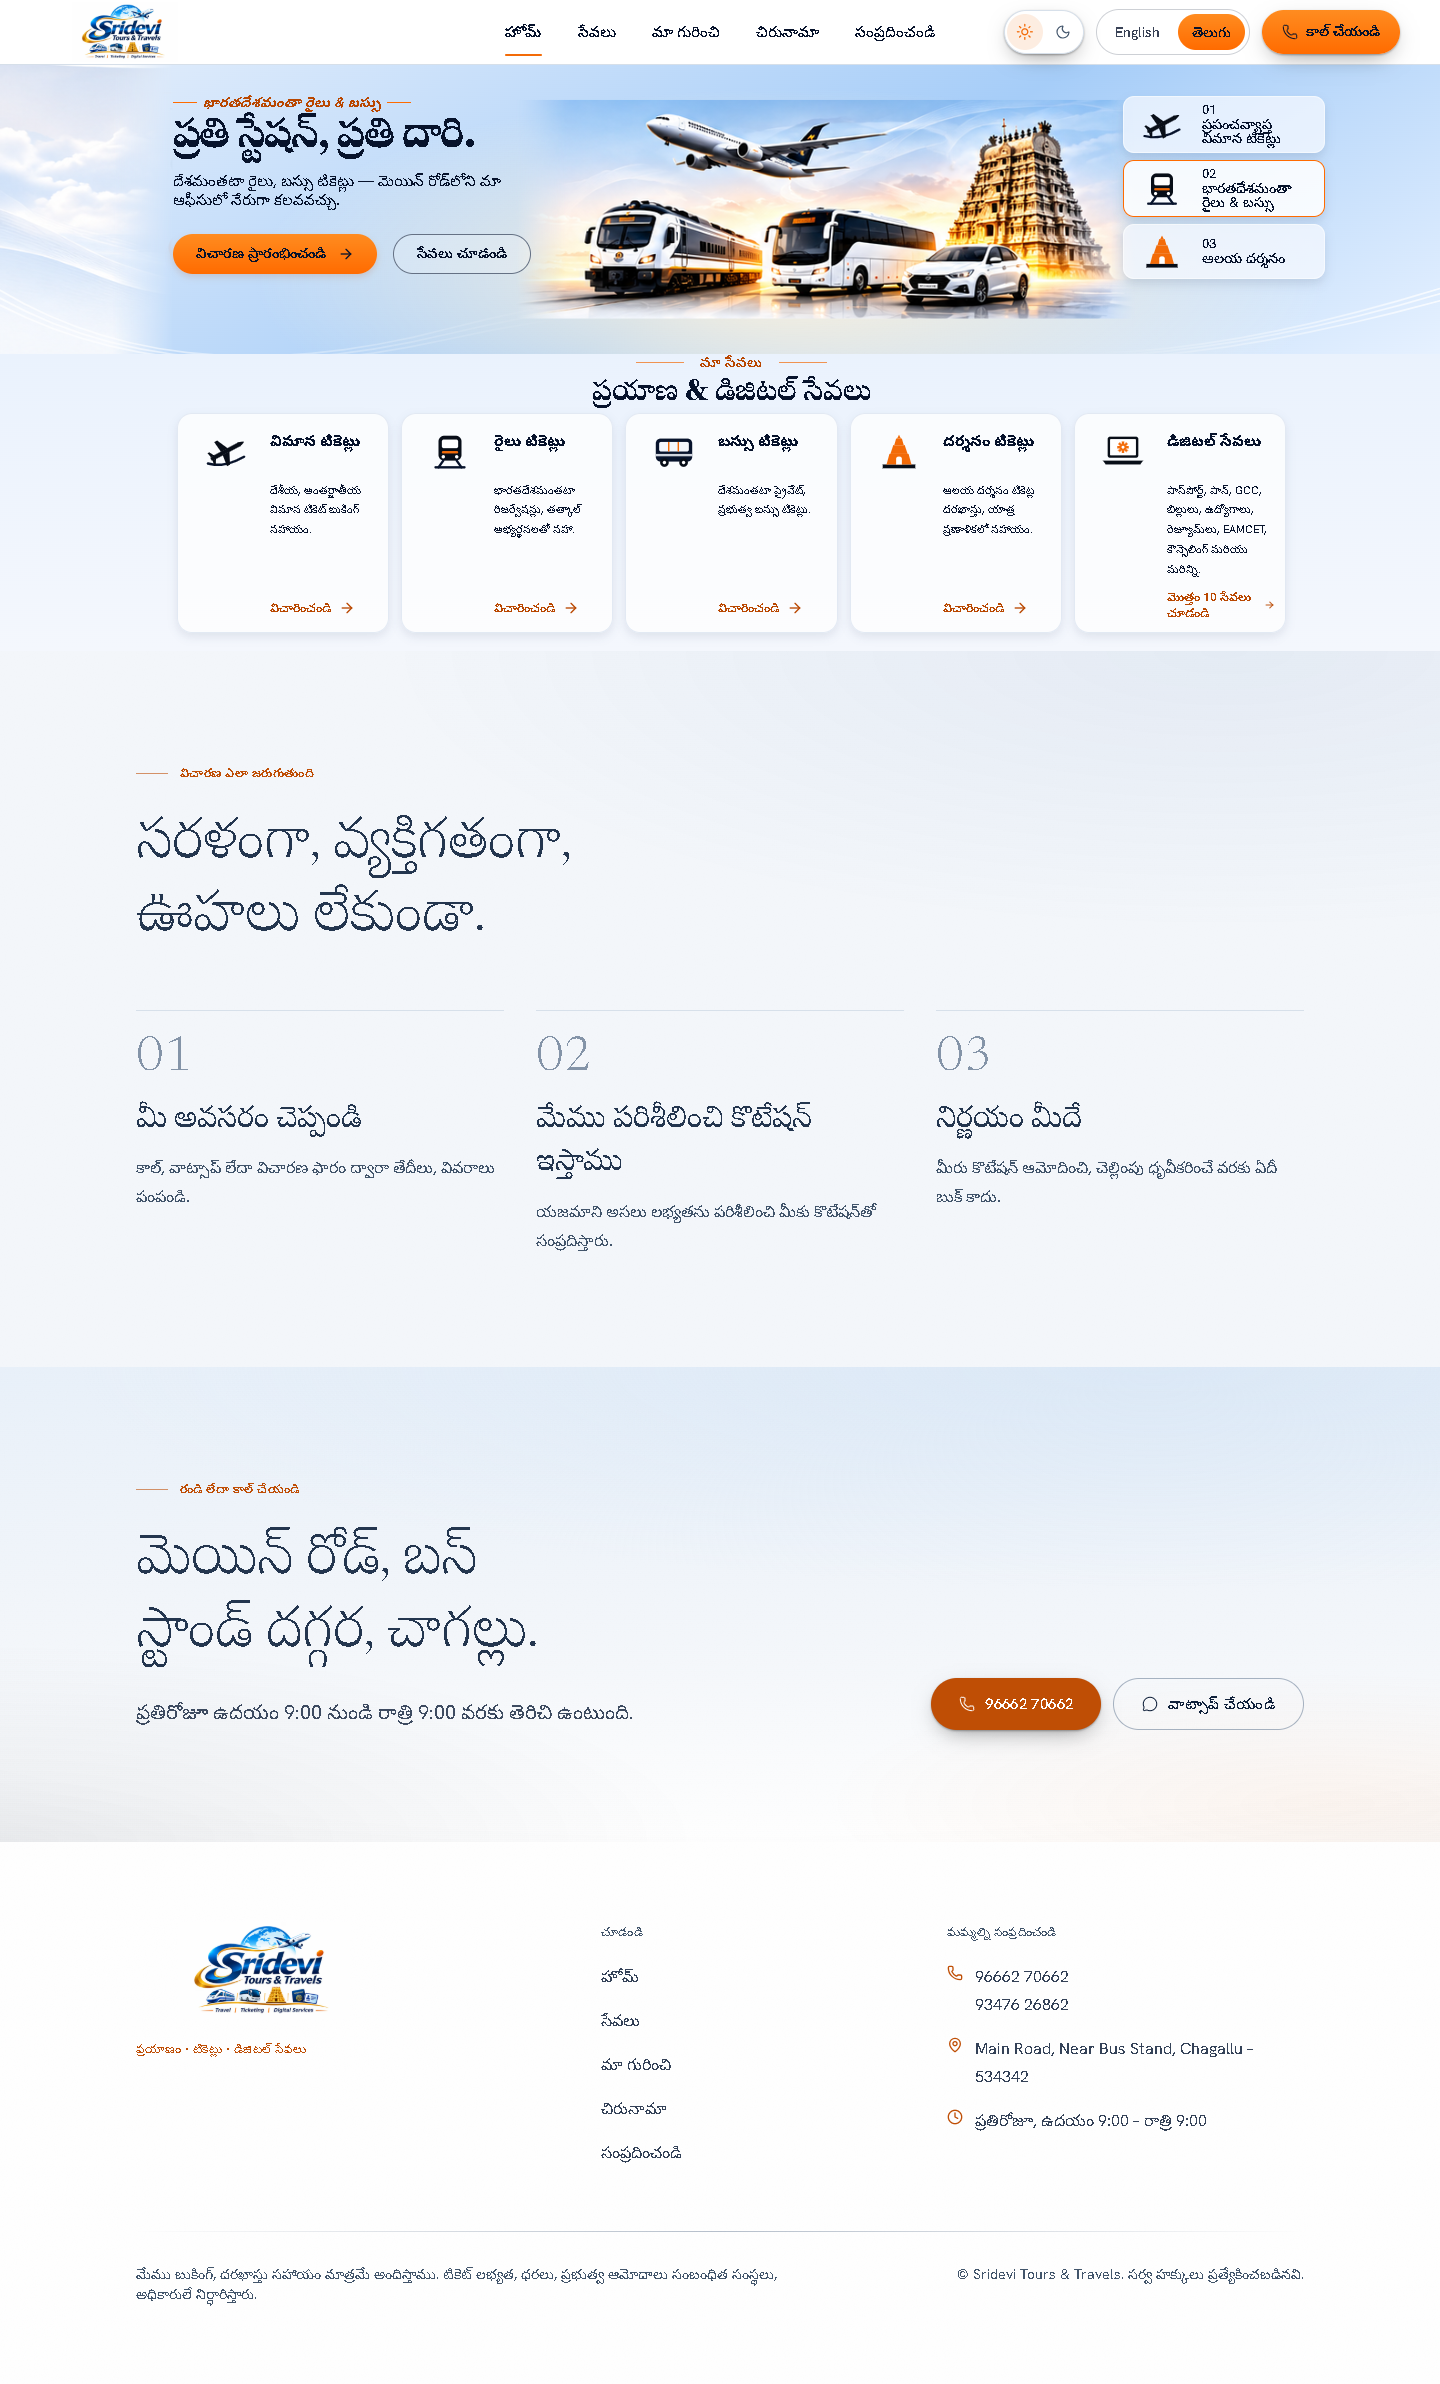 Sridevi
Tours & Travels
Travel | Ticketing | Digital Services
హోమ్
సేవలు
మా గురించి
చిరునామా
సంప్రదించండి
English
తెలుగు
కాల్ చేయండి
భారతదేశమంతా రైలు & బస్సు
ప్రతి స్టేషన్, ప్రతి దారి.
దేశమంతటా రైలు, బస్సు టికెట్లు — మెయిన్ రోడ్‌లోని మా
ఆఫీసులో నేరుగా కలవవచ్చు.
విచారణ ప్రారంభించండి
సేవలు చూడండి
01
ప్రపంచవ్యాప్త
విమాన టికెట్లు
02
భారతదేశమంతా
రైలు & బస్సు
03
ఆలయ దర్శనం
మా సేవలు
ప్రయాణ & డిజిటల్ సేవలు
విమాన టికెట్లు
దేశీయ, అంతర్జాతీయ
విమాన టికెట్ బుకింగ్
సహాయం.
విచారించండి
రైలు టికెట్లు
భారతదేశమంతటా
రిజర్వేషన్లు, తత్కాల్
అభ్యర్థనలతో సహా.
విచారించండి
బస్సు టికెట్లు
దేశమంతటా ప్రైవేట్,
ప్రభుత్వ బస్సు టికెట్లు.
విచారించండి
దర్శనం టికెట్లు
ఆలయ దర్శనం టికెట్ల
దరఖాస్తు, యాత్ర
ప్రణాళికలో సహాయం.
విచారించండి
డిజిటల్ సేవలు
పాస్‌పోర్ట్, పాన్, GCC,
బిల్లులు, ఉద్యోగాలు,
రెజ్యూమ్‌లు, EAMCET,
కౌన్సెలింగ్ మరియు
మరిన్ని.
మొత్తం 10 సేవలు
చూడండి
విచారణ ఎలా జరుగుతుంది
సరళంగా, వ్యక్తిగతంగా,
ఊహలు లేకుండా.
01
మీ అవసరం చెప్పండి
కాల్, వాట్సాప్ లేదా విచారణ ఫారం ద్వారా తేదీలు, వివరాలు
పంపండి.
02
మేము పరిశీలించి కొటేషన్
ఇస్తాము
యజమాని అసలు లభ్యతను పరిశీలించి మీకు కొటేషన్‌తో
సంప్రదిస్తారు.
03
నిర్ణయం మీదే
మీరు కొటేషన్ ఆమోదించి, చెల్లింపు ధృవీకరించే వరకు ఏదీ
బుక్ కాదు.
రండి లేదా కాల్ చేయండి
మెయిన్ రోడ్, బస్
స్టాండ్ దగ్గర, చాగల్లు.
ప్రతిరోజూ ఉదయం 9:00 నుండి రాత్రి 9:00 వరకు తెరిచి ఉంటుంది.
96662 70662
వాట్సాప్ చేయండి
Sridevi
Tours & Travels
Travel | Ticketing | Digital Services
ప్రయాణం • టికెట్లు • డిజిటల్ సేవలు
చూడండి
హోమ్
సేవలు
మా గురించి
చిరునామా
సంప్రదించండి
మమ్మల్ని సంప్రదించండి
96662 70662
93476 26862
Main Road, Near Bus Stand, Chagallu –
534342
ప్రతిరోజూ, ఉదయం 9:00 – రాత్రి 9:00
మేము బుకింగ్, దరఖాస్తు సహాయం మాత్రమే అందిస్తాము. టికెట్ లభ్యత, ధరలు, ప్రభుత్వ ఆమోదాలు సంబంధిత సంస్థలు,
అధికారులే నిర్ధారిస్తారు.
© Sridevi Tours & Travels. సర్వ హక్కులు ప్రత్యేకించబడినవి.